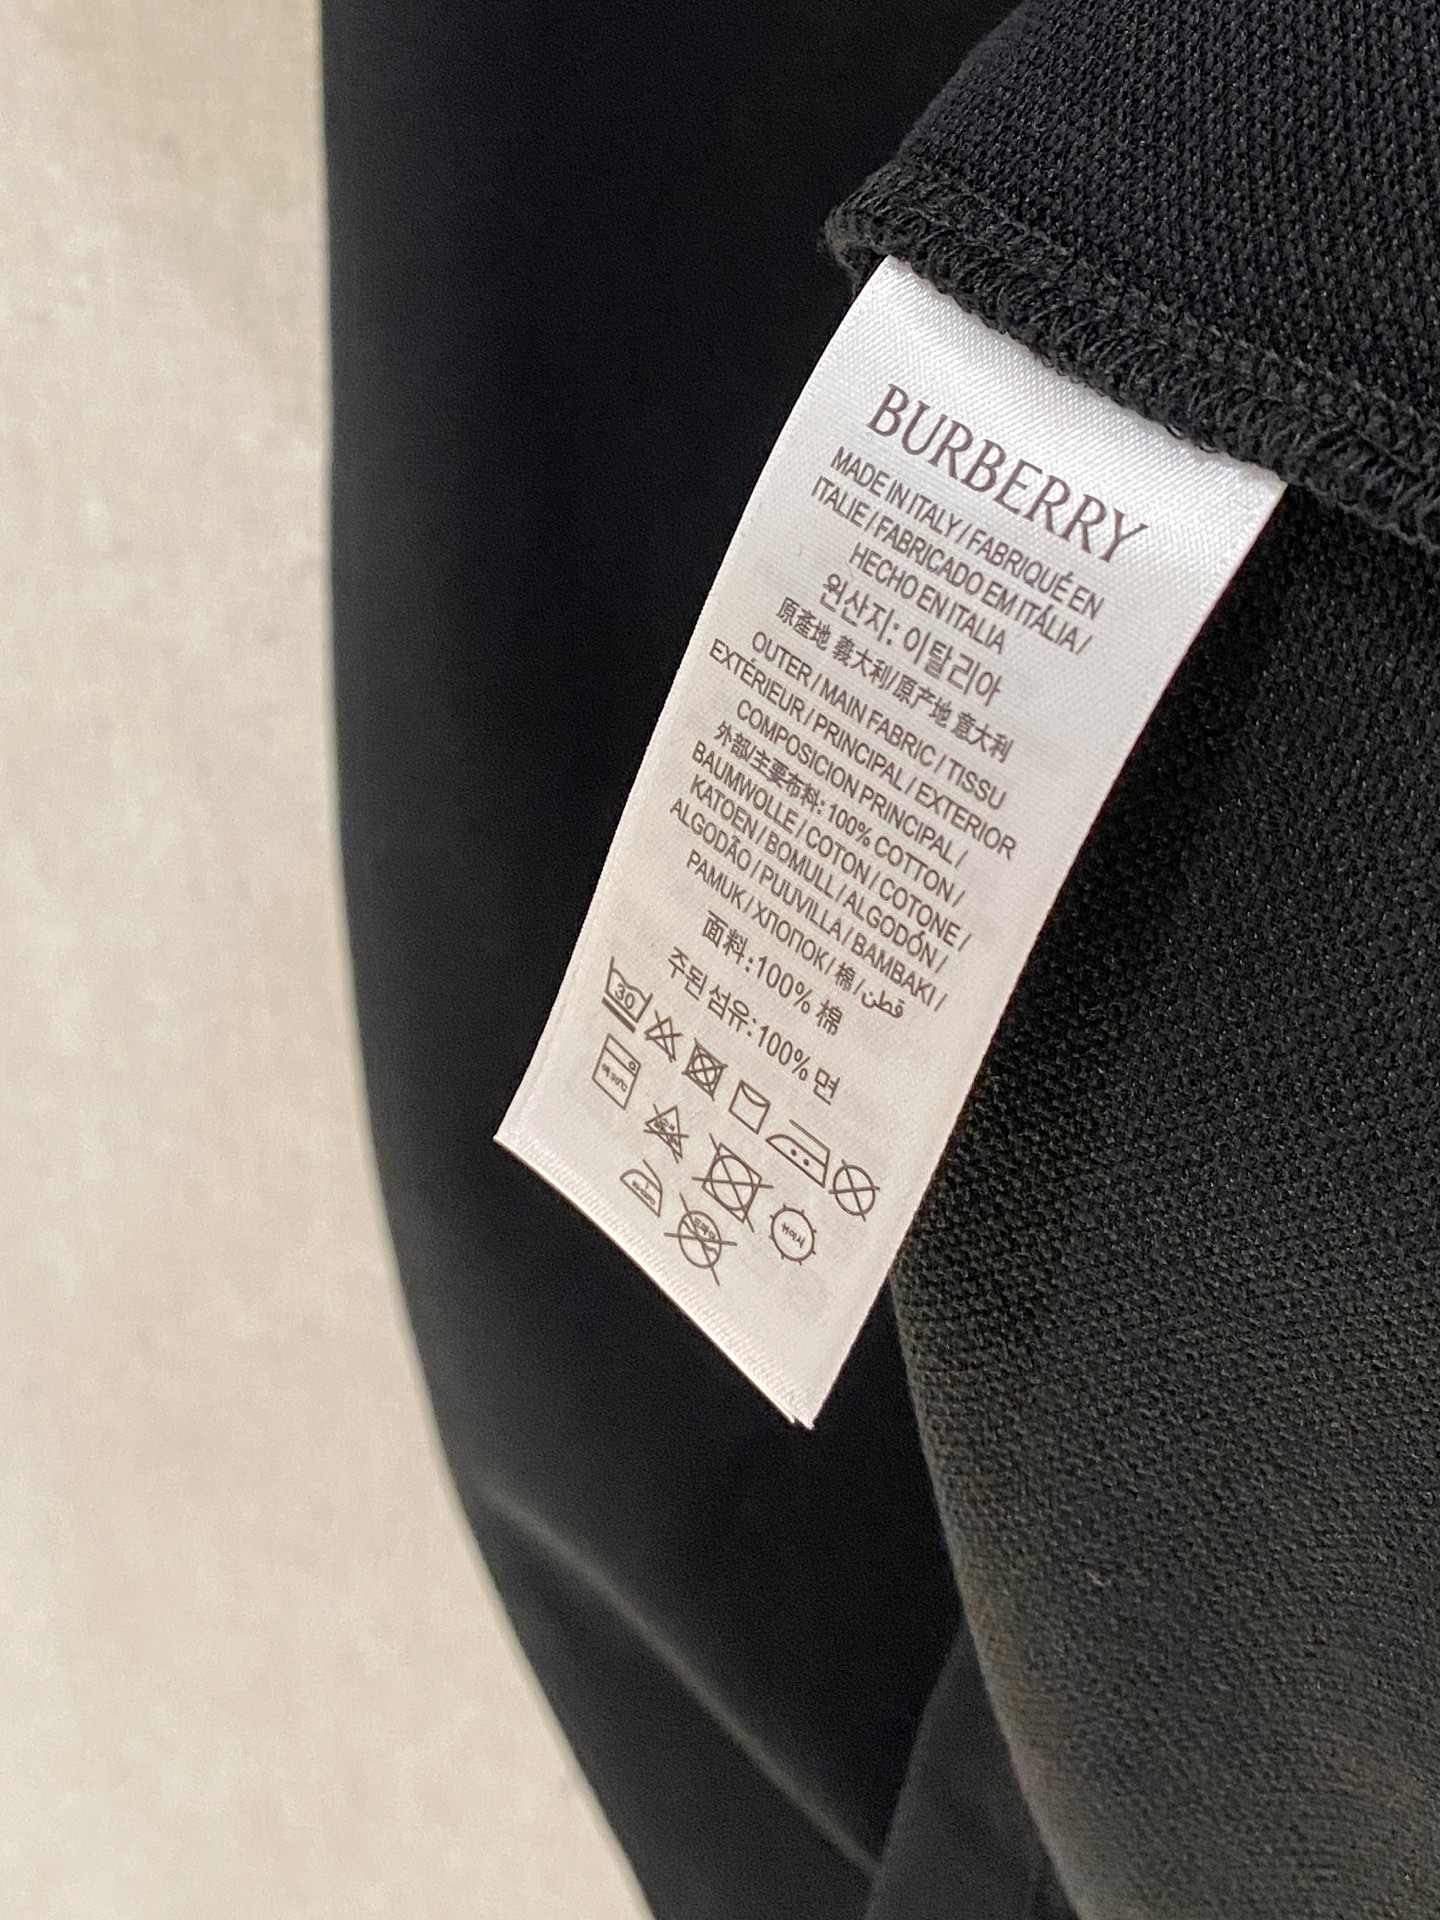 BURBERRY
MADE IN ITALY / FABRIQUÉ EN
ITALIE / FABRICADO EM ITÁLIA /
HECHO EN ITALIA
원산지: 이탈리아
原產地 義大利/原产地 意大利
OUTER / MAIN FABRIC / TISSU
EXTÉRIEUR / PRINCIPAL / EXTERIOR
COMPOSICION PRINCIPAL /
外部/主要布料: 100% COTTON /
BAUMWOLLE / COTON / COTONE /
KATOEN / BOMULL / ALGODÓN /
ALGODÃO / PUUVILLA / BAMBAKI /
PAMUK / ХЛОПОК / 棉 / قطن
面料:100% 棉
주된 섬유:100% 면
30